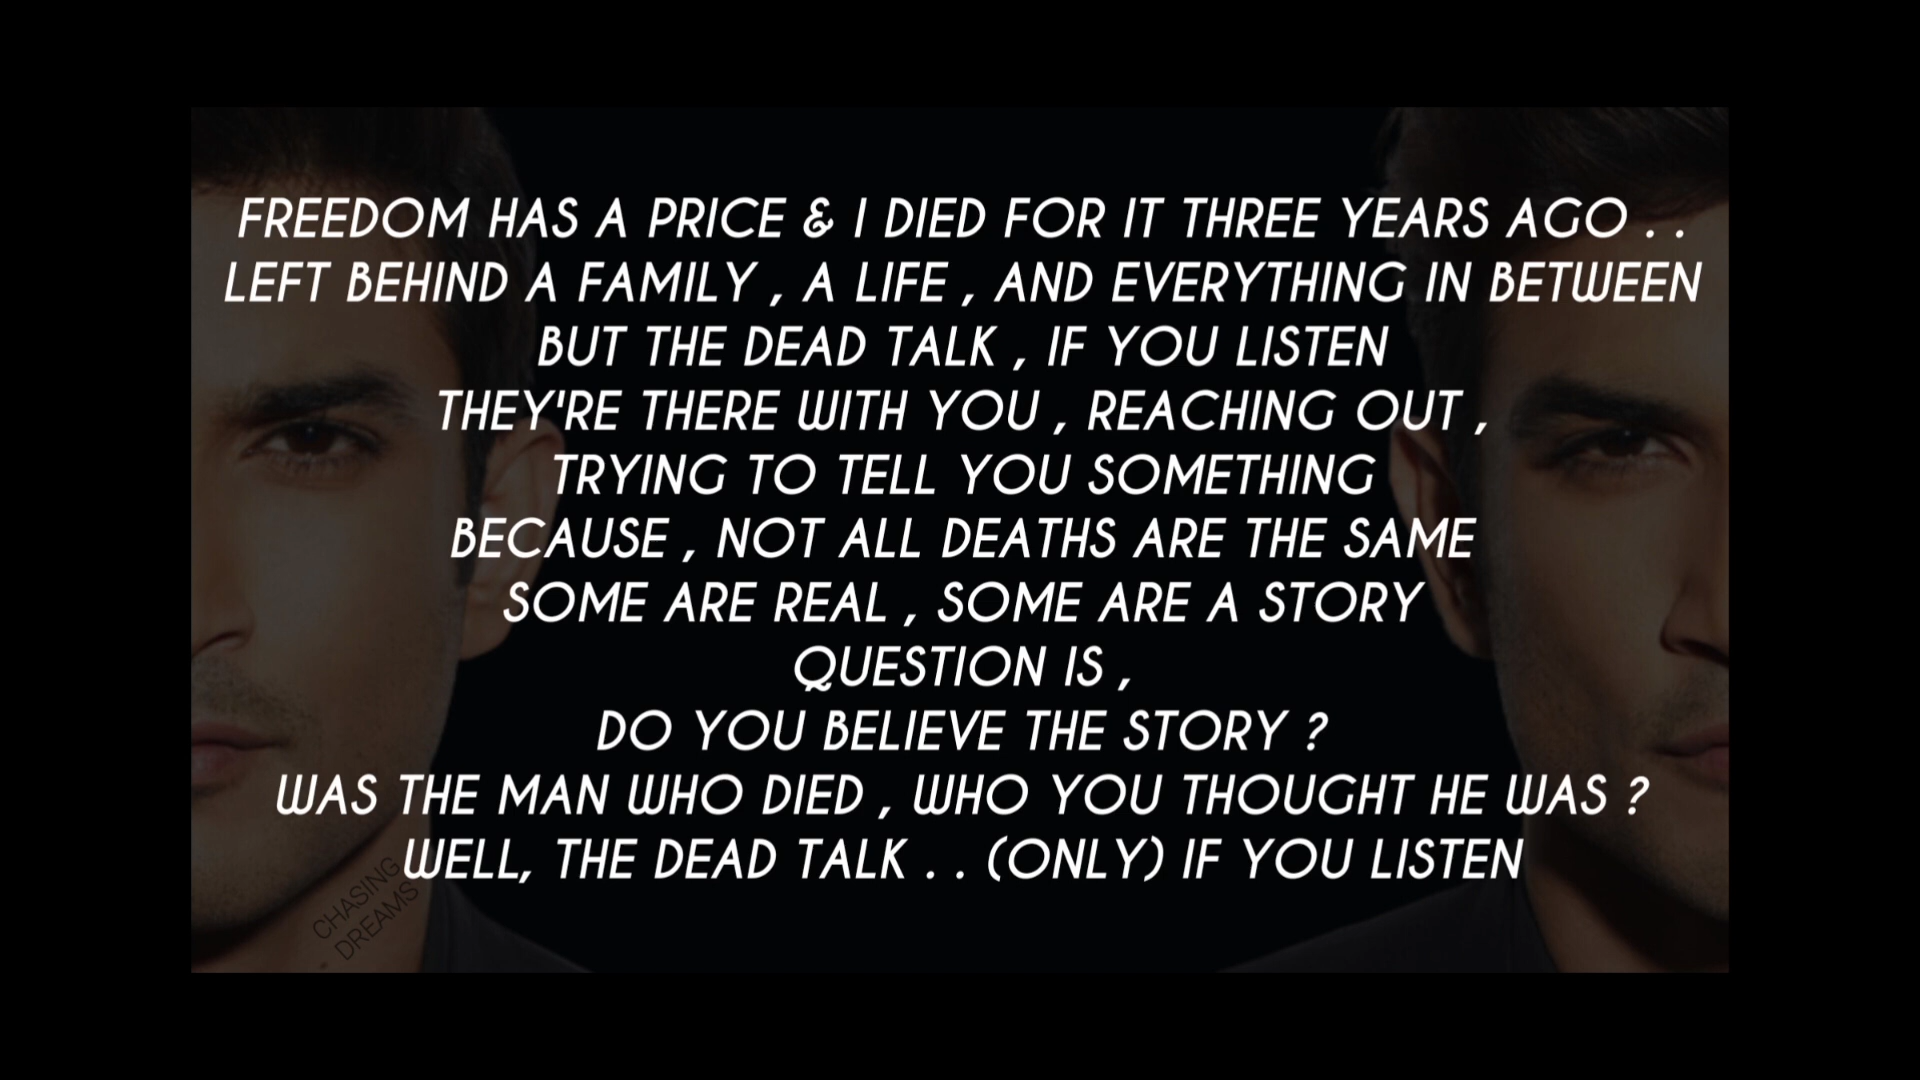 FREEDOM HAS A PRICE & I DIED FOR IT THREE YEARS AGO . .
LEFT BEHIND A FAMILY , A LIFE , AND EVERYTHING IN BETWEEN
BUT THE DEAD TALK , IF YOU LISTEN
THEY'RE THERE WITH YOU , REACHING OUT ,
TRYING TO TELL YOU SOMETHING
BECAUSE , NOT ALL DEATHS ARE THE SAME
SOME ARE REAL , SOME ARE A STORY
QUESTION IS ,
DO YOU BELIEVE THE STORY ?
WAS THE MAN WHO DIED , WHO YOU THOUGHT HE WAS ?
WELL, THE DEAD TALK . . (ONLY) IF YOU LISTEN
CHASING
DREAMS